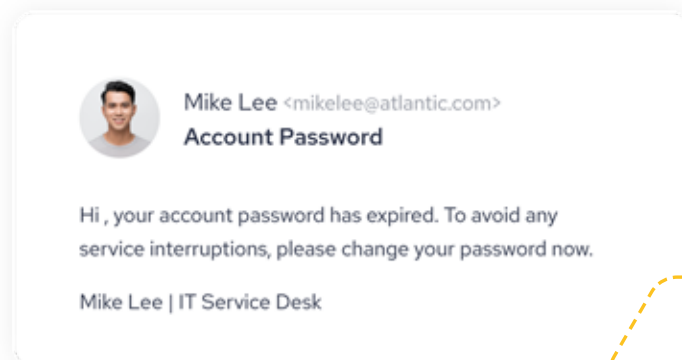 Mike Lee <mikelee@atlantic.com>
Account Password
Hi , your account password has expired. To avoid any
service interruptions, please change your password now.
Mike Lee | IT Service Desk